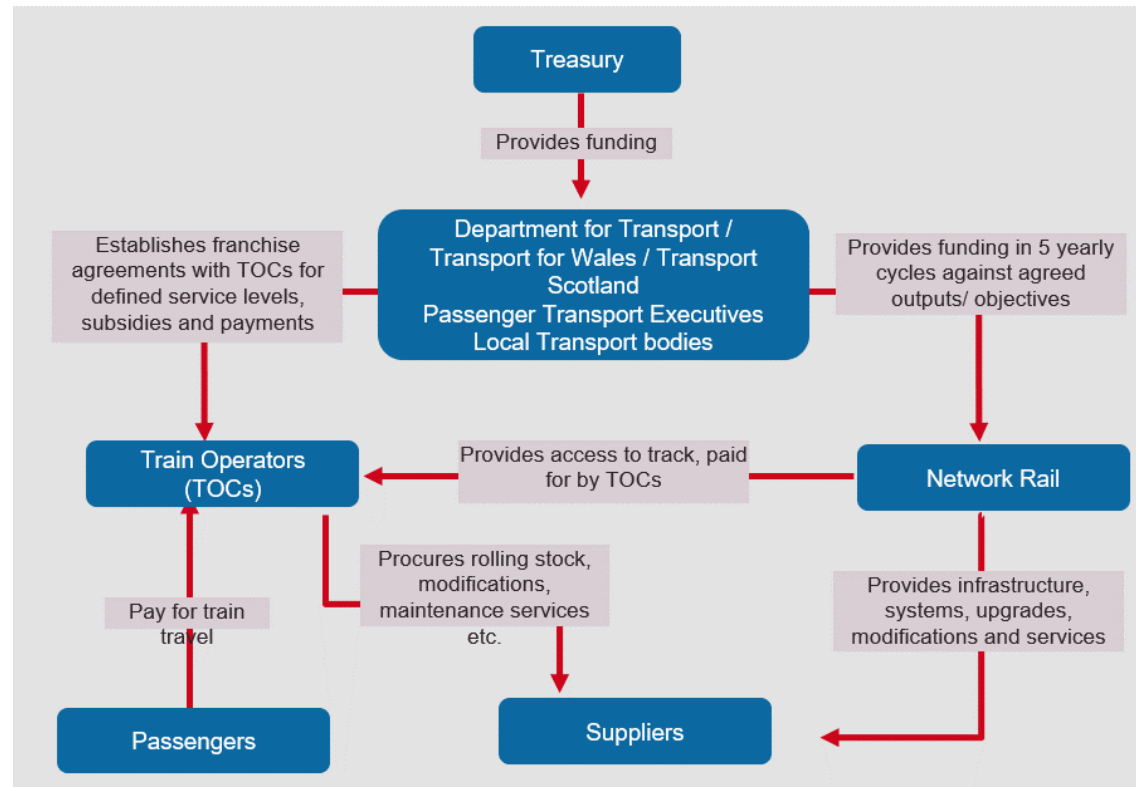 Treasury
Provides funding
Department for Transport /
Transport for Wales / Transport
Scotland
Passenger Transport Executives
Local Transport bodies
Establishes franchise
agreements with TOCs for
defined service levels,
subsidies and payments
Provides funding in 5 yearly
cycles against agreed
outputs/ objectives
Train Operators
(TOCs)
Provides access to track, paid
for by TOCs
Network Rail
Procures rolling stock,
modifications,
maintenance services
etc.
Pay for train
travel
Provides infrastructure,
systems, upgrades,
modifications and services
Passengers
Suppliers